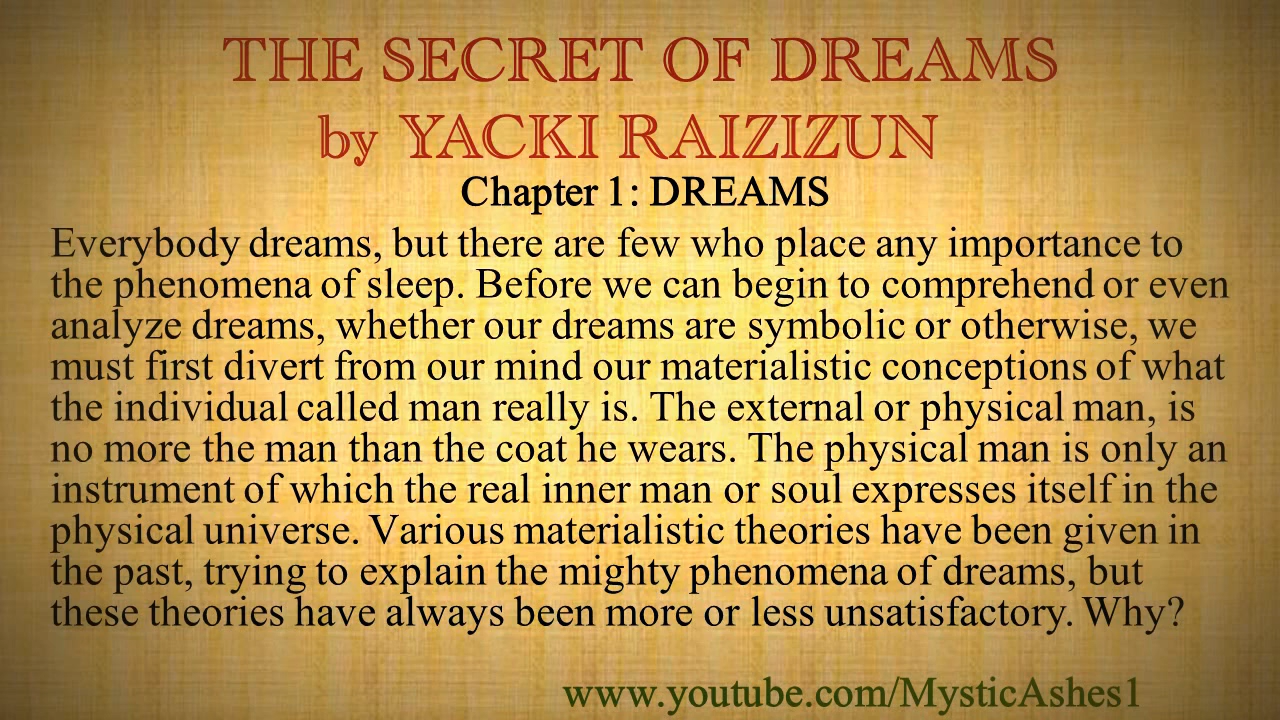 THE SECRET OF DREAMS
by YACKI RAIZIZUN
Chapter 1: DREAMS
Everybody dreams, but there are few who place any importance to
the phenomena of sleep. Before we can begin to comprehend or even
analyze dreams, whether our dreams are symbolic or otherwise, we
must first divert from our mind our materialistic conceptions of what
the individual called man really is. The external or physical man, is
no more the man than the coat he wears. The physical man is only an
instrument of which the real inner man or soul expresses itself in the
physical universe. Various materialistic theories have been given in
the past, trying to explain the mighty phenomena of dreams, but
these theories have always been more or less unsatisfactory. Why?
www.youtube.com/MysticAshes1